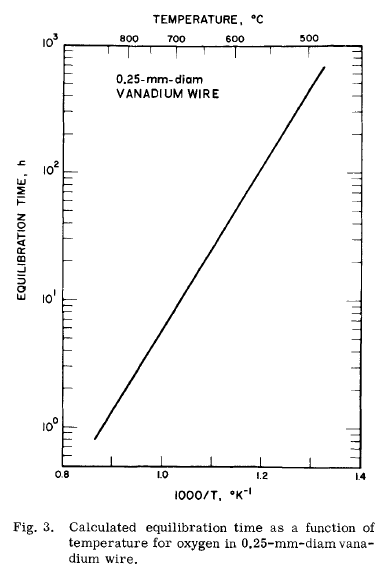 TEMPERATURE, °C
800 700 600 500
10³
0.25-mm-diam
VANADIUM WIRE
10²
EQUILIBRATION TIME, h
10¹
10⁰
0.8 1.0 1.2 1.4
1000/T, °K⁻¹
Fig. 3. Calculated equilibration time as a function of
temperature for oxygen in 0.25-mm-diam vana-
dium wire.